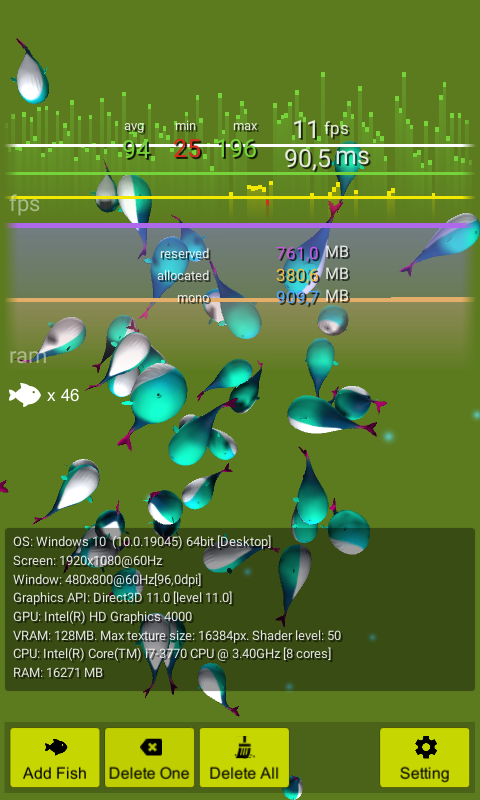 avg min max
94 25 196
11 fps
90,5 ms
fps
reserved 761,0 MB
allocated 380,6 MB
mono 909,7 MB
ram
x 46
OS: Windows 10  (10.0.19045) 64bit [Desktop]
Screen: 1920x1080@60Hz
Window: 480x800@60Hz[96,0dpi]
Graphics API: Direct3D 11.0 [level 11.0]
GPU: Intel(R) HD Graphics 4000
VRAM: 128MB. Max texture size: 16384px. Shader level: 50
CPU: Intel(R) Core(TM) i7-3770 CPU @ 3.40GHz [8 cores]
RAM: 16271 MB
Add Fish
Delete One
Delete All
Setting